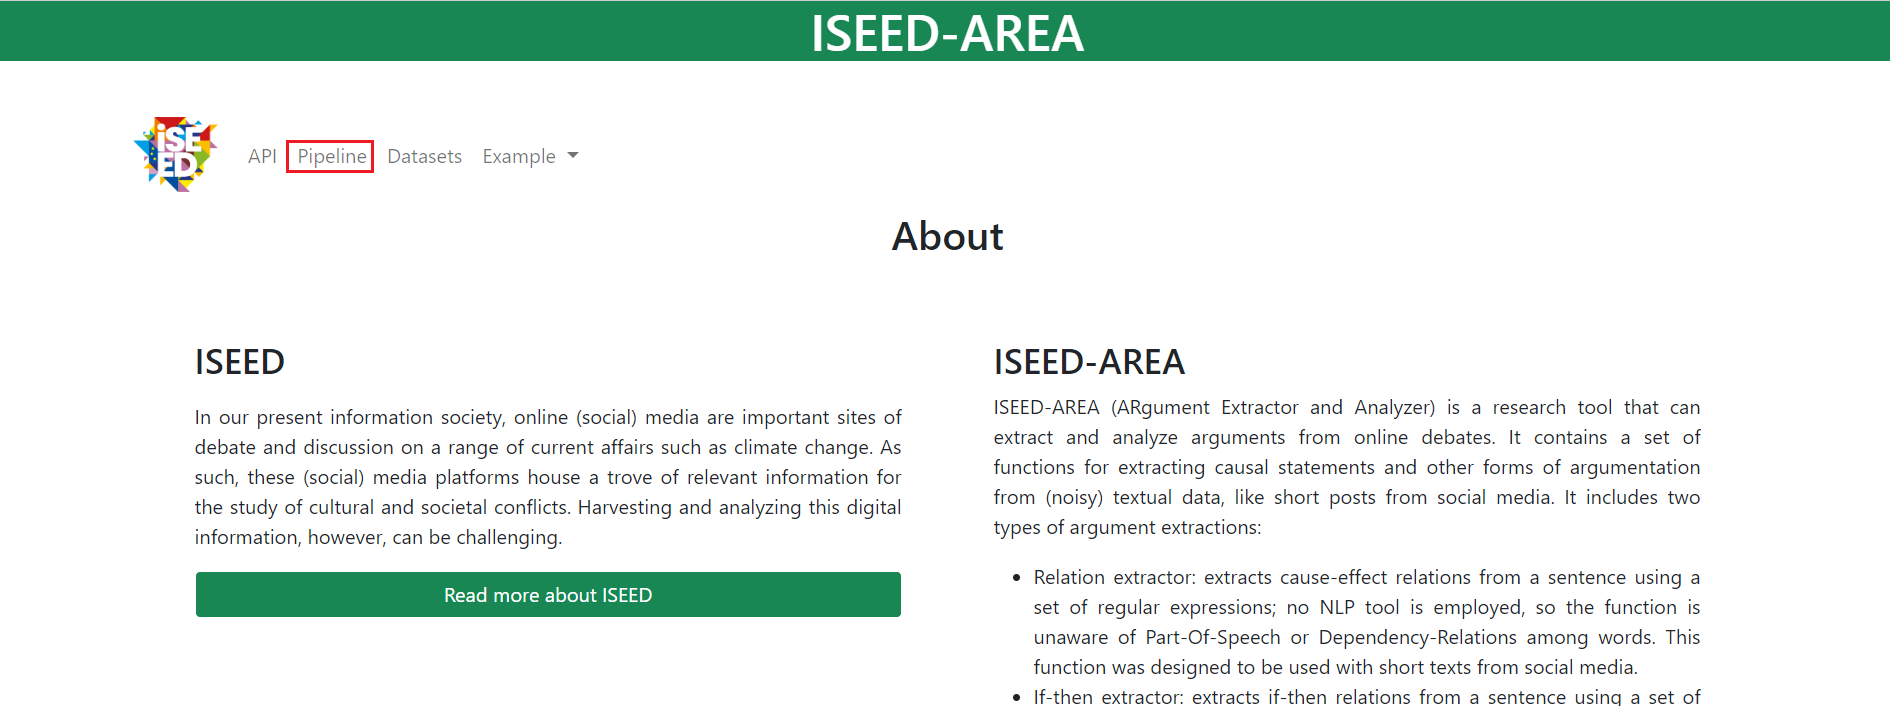 ISEED-AREA
iSE
ED
API Pipeline Datasets Example
About
ISEED
In our present information society, online (social) media are important sites of
debate and discussion on a range of current affairs such as climate change. As
such, these (social) media platforms house a trove of relevant information for
the study of cultural and societal conflicts. Harvesting and analyzing this digital
information, however, can be challenging.
Read more about ISEED
ISEED-AREA
ISEED-AREA (ARgument Extractor and Analyzer) is a research tool that can
extract and analyze arguments from online debates. It contains a set of
functions for extracting causal statements and other forms of argumentation
from (noisy) textual data, like short posts from social media. It includes two
types of argument extractions:
• Relation extractor: extracts cause-effect relations from a sentence using a
set of regular expressions; no NLP tool is employed, so the function is
unaware of Part-Of-Speech or Dependency-Relations among words. This
function was designed to be used with short texts from social media.
• If-then extractor: extracts if-then relations from a sentence using a set of